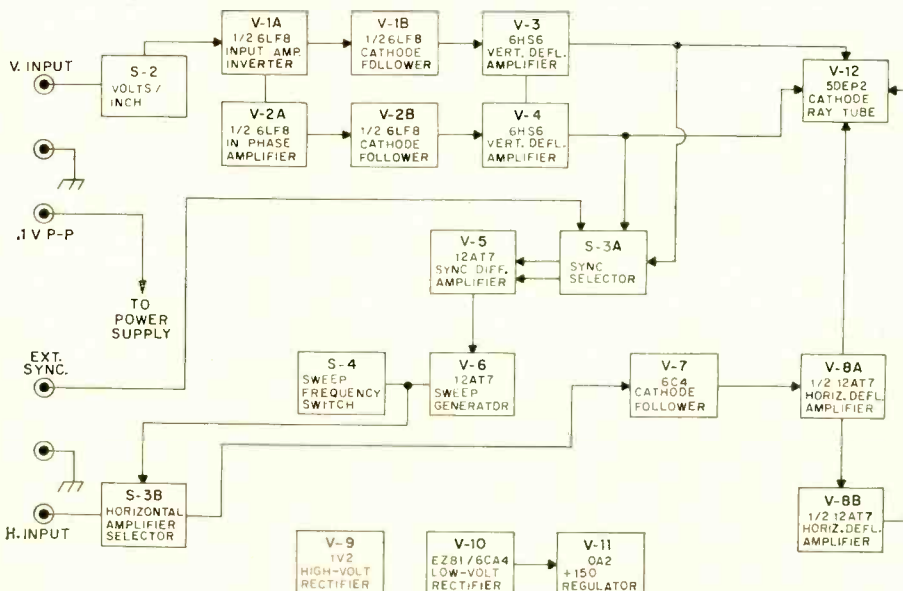 V. INPUT
S-2
VOLTS/
INCH
V-1A
1/2 6LF8
INPUT AMP.
INVERTER
V-1B
1/2 6LF8
CATHODE
FOLLOWER
V-3
6HS6
VERT. DEFL.
AMPLIFIER
V-12
5DEP2
CATHODE
RAY TUBE
V-2A
1/2 6LF8
IN PHASE
AMPLIFIER
V-2B
1/2 6LF8
CATHODE
FOLLOWER
V-4
6HS6
VERT. DEFL.
AMPLIFIER
.1 V P-P
TO
POWER
SUPPLY
V-5
12AT7
SYNC DIFF.
AMPLIFIER
S-3A
SYNC
SELECTOR
EXT.
SYNC.
S-4
SWEEP
FREQUENCY
SWITCH
V-6
12AT7
SWEEP
GENERATOR
V-7
6C4
CATHODE
FOLLOWER
V-8A
1/2 12AT7
HORIZ. DEFL.
AMPLIFIER
H. INPUT
S-3B
HORIZONTAL
AMPLIFIER
SELECTOR
V-8B
1/2 12AT7
HORIZ. DEFL.
AMPLIFIER
V-9
1V2
HIGH-VOLT
RECTIFIER
V-10
EZ81/6CA4
LOW-VOLT
RECTIFIER
V-11
OA2
+150
REGULATOR